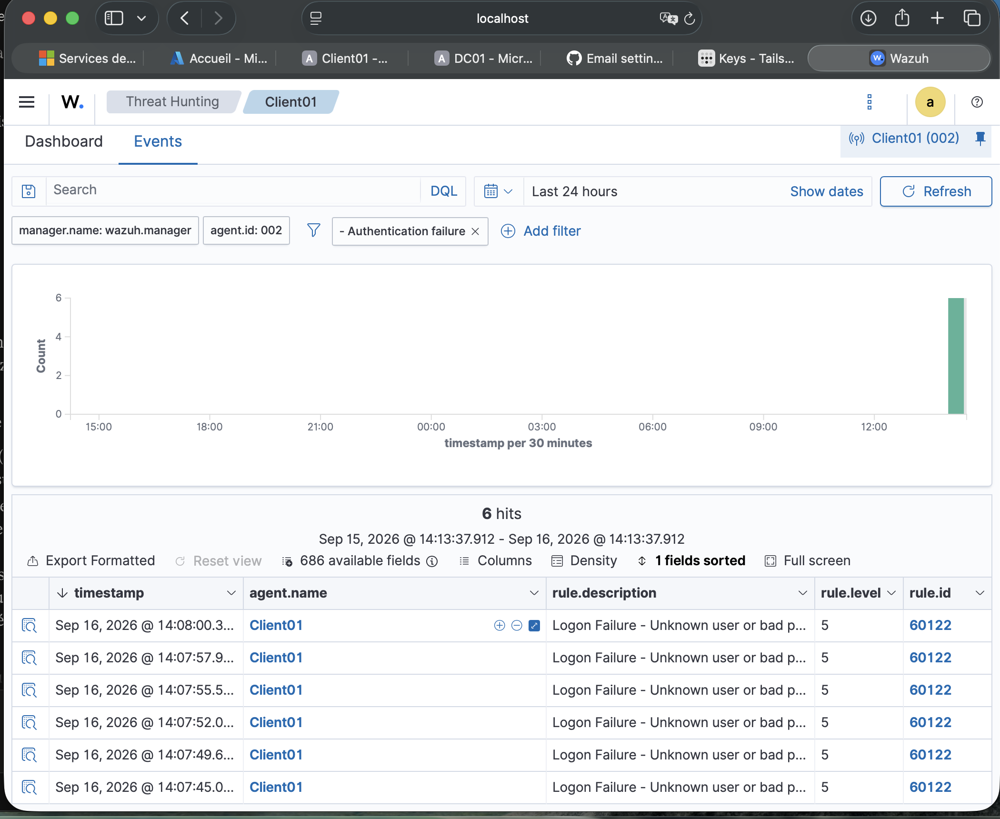 localhost
Services de...
Accueil - Mi...
A Client01 -...
A DC01 - Micr...
Email settin...
Keys - Tails...
W. Wazuh
W.
Threat Hunting
Client01
a
Dashboard
Events
Client01 (002)
Search
DQL
Last 24 hours
Show dates
Refresh
manager.name: wazuh.manager
agent.id: 002
- Authentication failure
Add filter
6
4
2
0
Count
15:00 18:00 21:00 00:00 03:00 06:00 09:00 12:00
timestamp per 30 minutes
6 hits
Sep 15, 2026 @ 14:13:37.912 - Sep 16, 2026 @ 14:13:37.912
Export Formatted Reset view 686 available fields Columns Density 1 fields sorted Full screen
timestamp agent.name rule.description rule.level rule.id
Sep 16, 2026 @ 14:08:00.3... Client01 Logon Failure - Unknown user or bad p... 5 60122
Sep 16, 2026 @ 14:07:57.9... Client01 Logon Failure - Unknown user or bad p... 5 60122
Sep 16, 2026 @ 14:07:55.5... Client01 Logon Failure - Unknown user or bad p... 5 60122
Sep 16, 2026 @ 14:07:52.0... Client01 Logon Failure - Unknown user or bad p... 5 60122
Sep 16, 2026 @ 14:07:49.6... Client01 Logon Failure - Unknown user or bad p... 5 60122
Sep 16, 2026 @ 14:07:45.0... Client01 Logon Failure - Unknown user or bad p... 5 60122